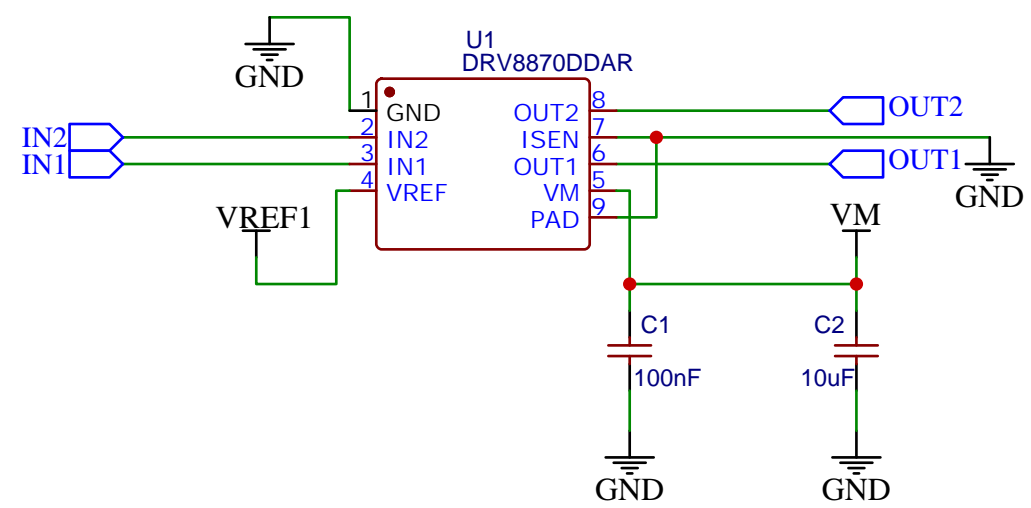 U1
DRV8870DDAR
GND
1
GND
OUT2
8
OUT2
IN2
2
IN2
ISEN
7
IN1
3
IN1
OUT1
6
OUT1
4
VREF
VM
5
GND
VREF1
PAD
9
VM
C1
C2
100nF
10uF
GND
GND